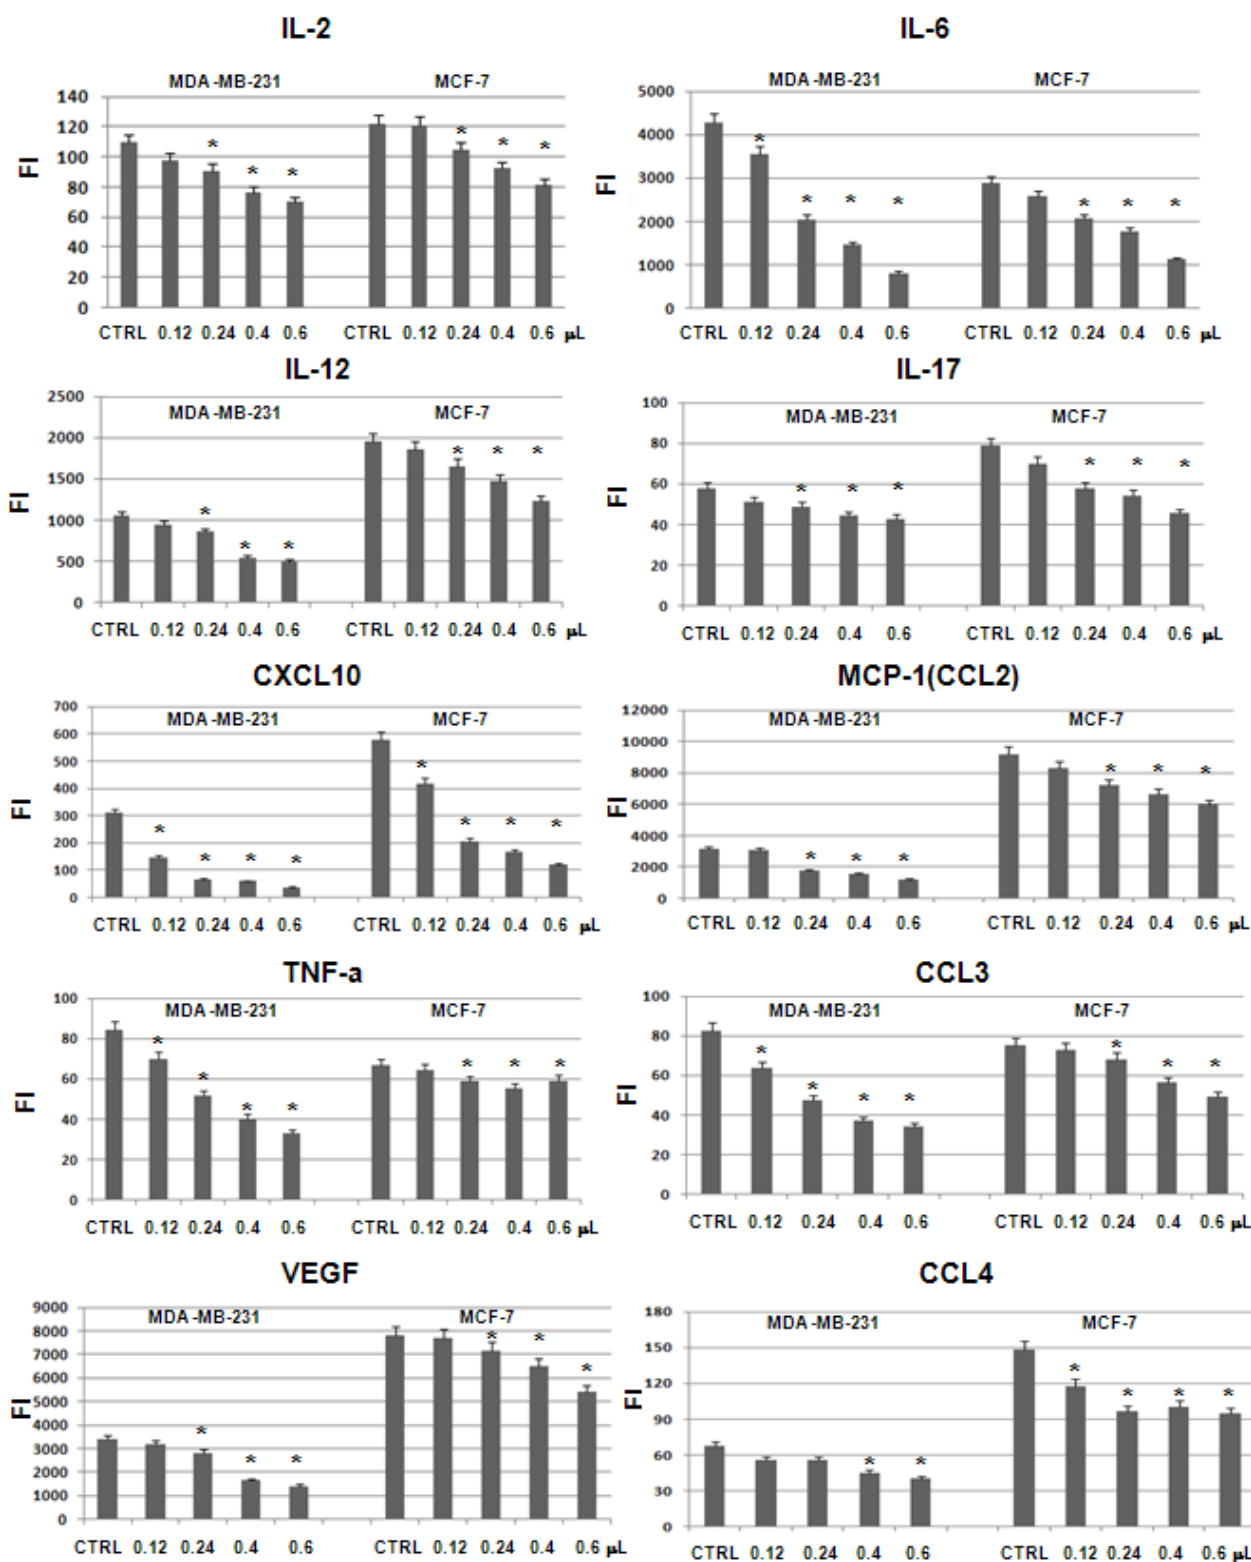 IL-2
MDA-MB-231 MCF-7
FI
140
120
100
80
60
40
20
0
CTRL 0.12 0.24 0.4 0.6 CTRL 0.12 0.24 0.4 0.6 μL
IL-6
MDA-MB-231 MCF-7
FI
5000
4000
3000
2000
1000
0
CTRL 0.12 0.24 0.4 0.6 CTRL 0.12 0.24 0.4 0.6 μL
IL-12
MDA-MB-231 MCF-7
FI
2500
2000
1500
1000
500
0
CTRL 0.12 0.24 0.4 0.6 CTRL 0.12 0.24 0.4 0.6 μL
IL-17
MDA-MB-231 MCF-7
FI
100
80
60
40
20
0
CTRL 0.12 0.24 0.4 0.6 CTRL 0.12 0.24 0.4 0.6 μL
CXCL10
MDA-MB-231 MCF-7
FI
700
600
500
400
300
200
100
0
CTRL 0.12 0.24 0.4 0.6 CTRL 0.12 0.24 0.4 0.6 μL
MCP-1(CCL2)
MDA-MB-231 MCF-7
FI
12000
10000
8000
6000
4000
2000
0
CTRL 0.12 0.24 0.4 0.6 CTRL 0.12 0.24 0.4 0.6 μL
TNF-a
MDA-MB-231 MCF-7
FI
100
80
60
40
20
0
CTRL 0.12 0.24 0.4 0.6 CTRL 0.12 0.24 0.4 0.6 μL
CCL3
MDA-MB-231 MCF-7
FI
100
80
60
40
20
0
CTRL 0.12 0.24 0.4 0.6 CTRL 0.12 0.24 0.4 0.6 μL
VEGF
MDA-MB-231 MCF-7
FI
9000
8000
7000
6000
5000
4000
3000
2000
1000
0
CTRL 0.12 0.24 0.4 0.6 CTRL 0.12 0.24 0.4 0.6 μL
CCL4
MDA-MB-231 MCF-7
FI
180
150
120
90
60
30
0
CTRL 0.12 0.24 0.4 0.6 CTRL 0.12 0.24 0.4 0.6 μL